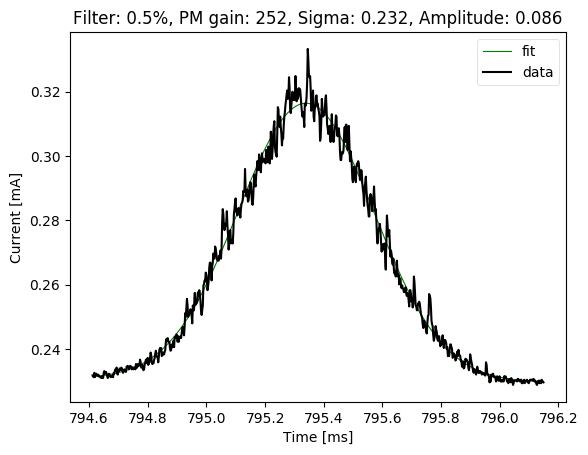 Filter: 0.5%, PM gain: 252, Sigma: 0.232, Amplitude: 0.086
fit
data
0.32
0.30
0.28
0.26
0.24
Current [mA]
794.6 794.8 795.0 795.2 795.4 795.6 795.8 796.0 796.2
Time [ms]